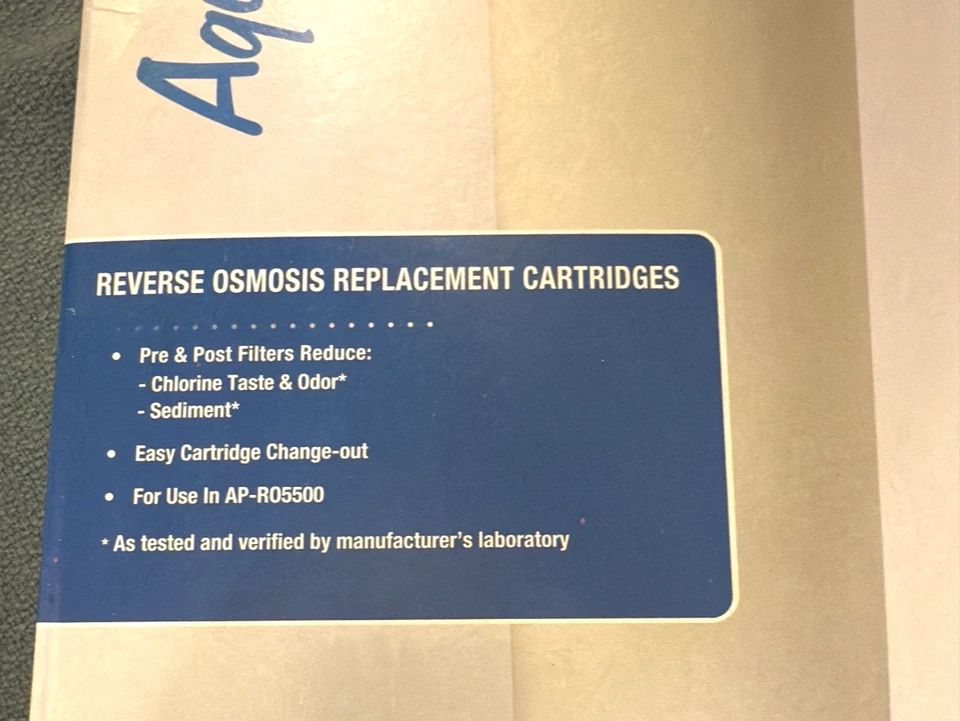 REVERSE OSMOSIS REPLACEMENT CARTRIDGES
• Pre & Post Filters Reduce:
- Chlorine Taste & Odor*
- Sediment*
• Easy Cartridge Change-out
• For Use In AP-RO5500
* As tested and verified by manufacturer's laboratory